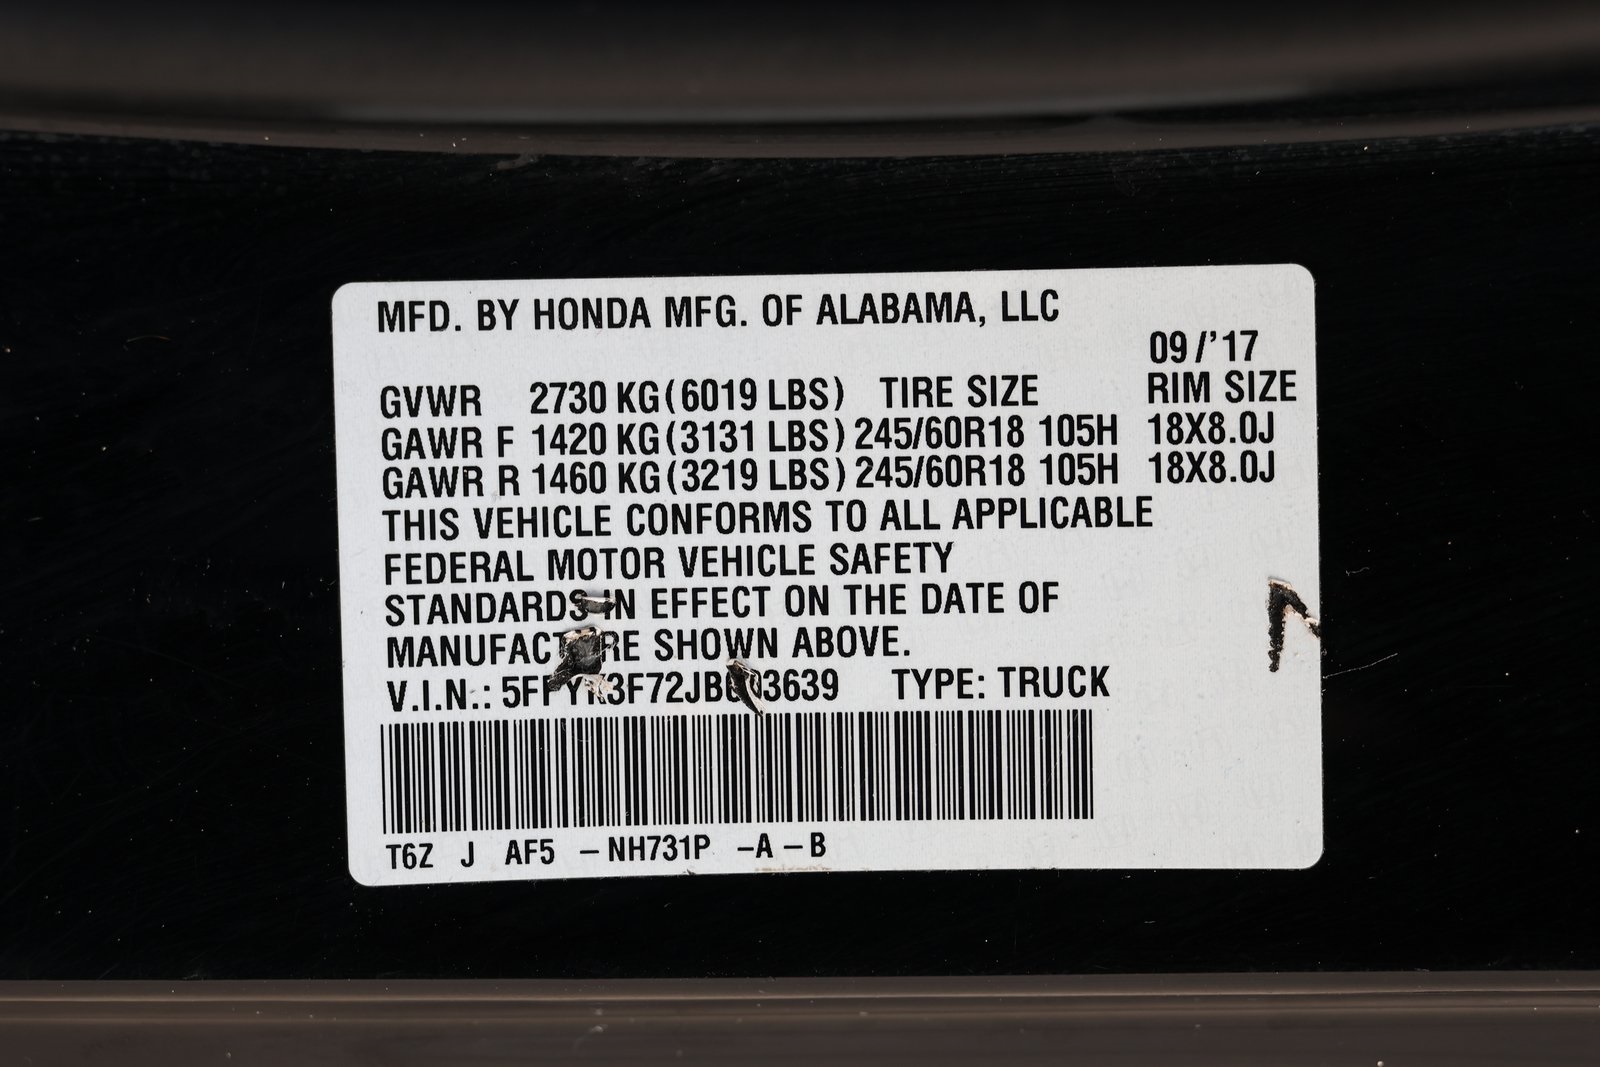 MFD. BY HONDA MFG. OF ALABAMA, LLC
09/'17
GVWR 2730 KG(6019 LBS) TIRE SIZE RIM SIZE
GAWR F 1420 KG(3131 LBS) 245/60R18 105H 18X8.0J
GAWR R 1460 KG(3219 LBS) 245/60R18 105H 18X8.0J
THIS VEHICLE CONFORMS TO ALL APPLICABLE
FEDERAL MOTOR VEHICLE SAFETY
STANDARDS IN EFFECT ON THE DATE OF
MANUFACTURE SHOWN ABOVE.
V.I.N.: 5FPYK3F72JB003639 TYPE: TRUCK
T6Z J AF5 –NH731P –A–B